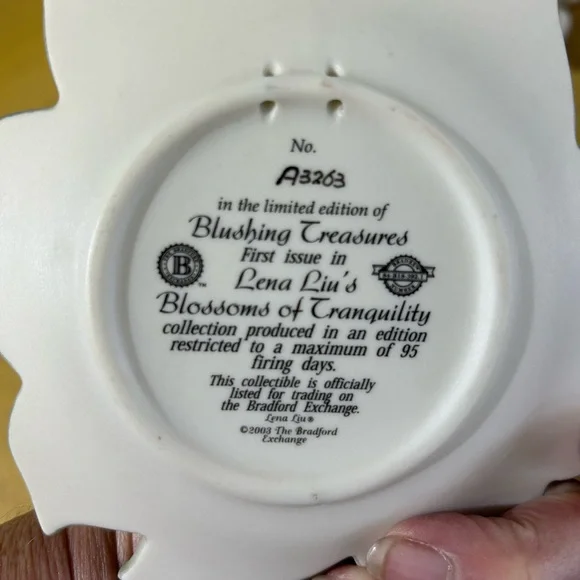 No.
A3263
in the limited edition of
Blushing Treasures
First issue in
B
TM
Lena Liu's
Blossoms of Tranquility
collection produced in an edition
restricted to a maximum of 95
firing days.
This collectible is officially
listed for trading on
the Bradford Exchange.
Lena Liu®
©2003 The Bradford
Exchange